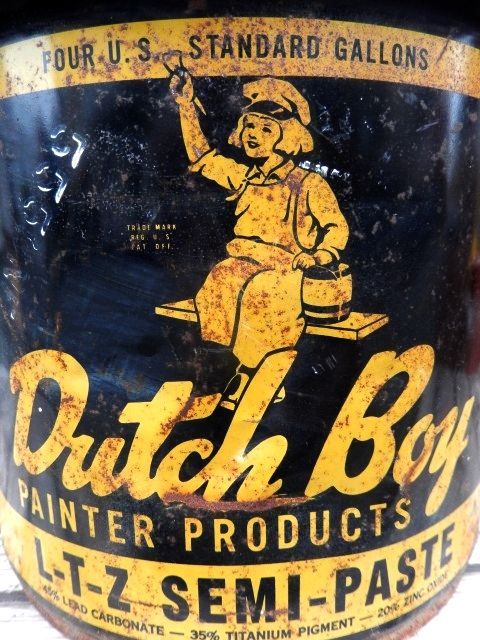 FOUR U.S. STANDARD GALLONS
TRADE MARK
REG. U. S.
PAT. OFF.
Dutch Boy
PAINTER PRODUCTS
L-T-Z SEMI-PASTE
45% LEAD CARBONATE — 35% TITANIUM PIGMENT — 20% ZINC OXIDE